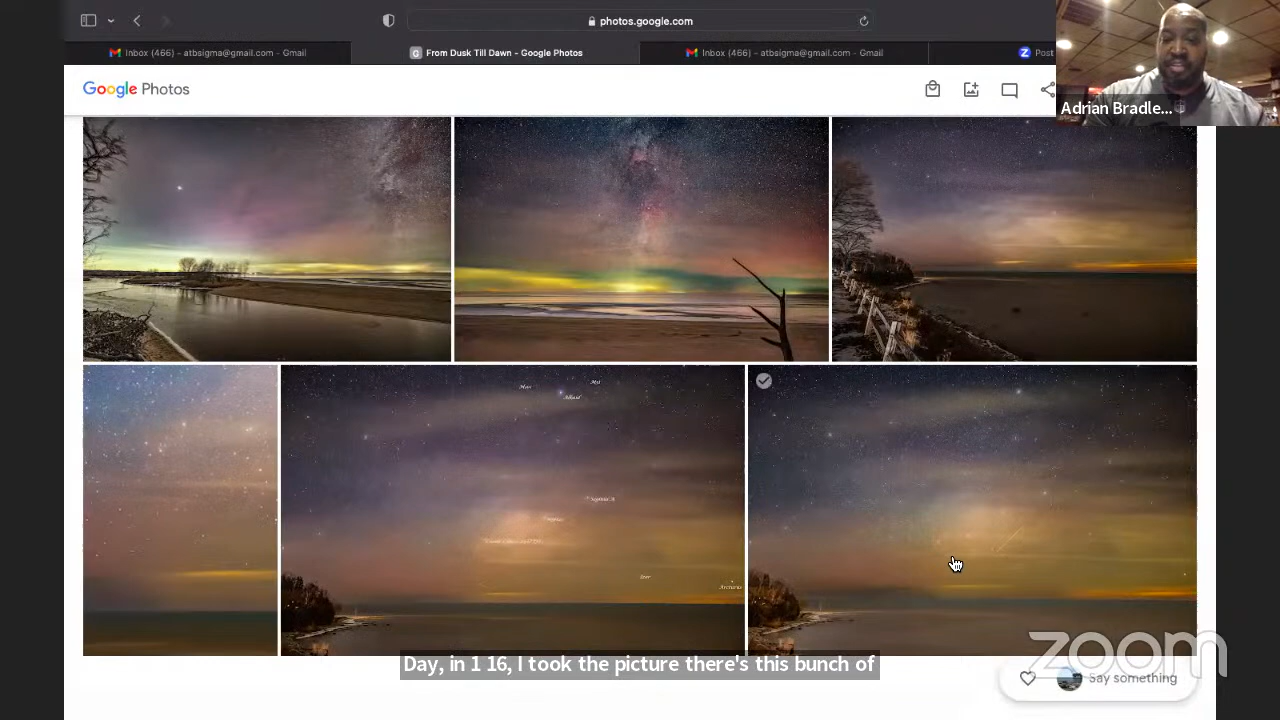 photos.google.com
Inbox (466) – atbsigma@gmail.com – Gmail
G From Dusk Till Dawn – Google Photos
Inbox (466) – atbsigma@gmail.com – Gmail
Z Post
Google Photos
Adrian Bradle...
Day, in 1 16, I took the picture there's this bunch of
zoom
Say something